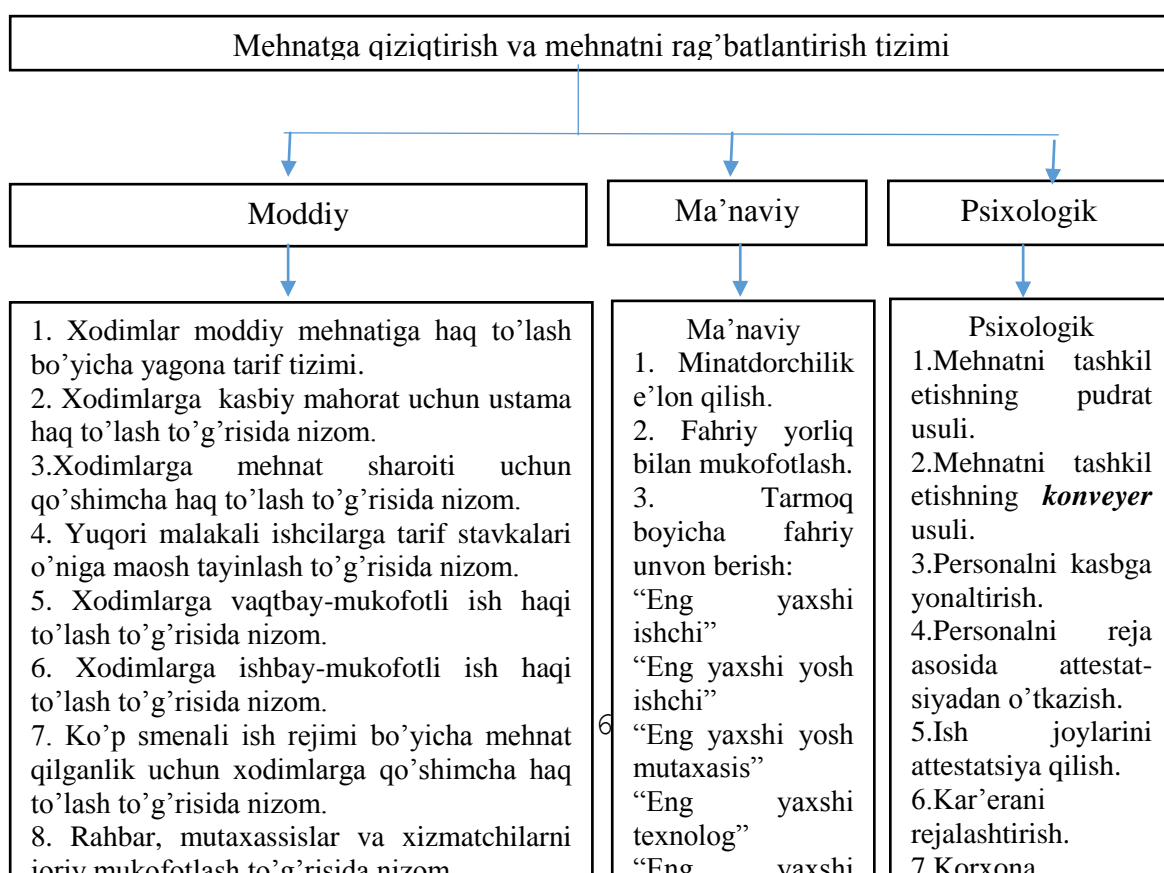 Mehnatga qiziqtirish va mehnatni rag’batlantirish tizimi
Moddiy
Ma’naviy
Psixologik
1. Xodimlar moddiy mehnatiga haq to’lash
bo’yicha yagona tarif tizimi.
2. Xodimlarga kasbiy mahorat uchun ustama
haq to’lash to’g’risida nizom.
3.Xodimlarga mehnat sharoiti uchun
qo’shimcha haq to’lash to’g’risida nizom.
4. Yuqori malakali ishcilarga tarif stavkalari
o’niga maosh tayinlash to’g’risida nizom.
5. Xodimlarga vaqtbay-mukofotli ish haqi
to’lash to’g’risida nizom.
6. Xodimlarga ishbay-mukofotli ish haqi
to’lash to’g’risida nizom.
7. Ko’p smenali ish rejimi bo’yicha mehnat
qilganlik uchun xodimlarga qo’shimcha haq
to’lash to’g’risida nizom.
8. Rahbar, mutaxassislar va xizmatchilarni
joriy mukofotlash to’g’risida nizom
6
Ma’naviy
1. Minatdorchilik
e’lon qilish.
2. Fahriy yorliq
bilan mukofotlash.
3. Tarmoq
boyicha fahriy
unvon berish:
“Eng yaxshi
ishchi”
“Eng yaxshi yosh
ishchi”
“Eng yaxshi yosh
mutaxasis”
“Eng yaxshi
texnolog”
“Eng yaxshi
Psixologik
1.Mehnatni tashkil
etishning pudrat
usuli.
2.Mehnatni tashkil
etishning konveyer
usuli.
3.Personalni kasbga
yonaltirish.
4.Personalni reja
asosida attestat-
siyadan o’tkazish.
5.Ish joylarini
attestatsiya qilish.
6.Kar’erani
rejalashtirish.
7.Korxona